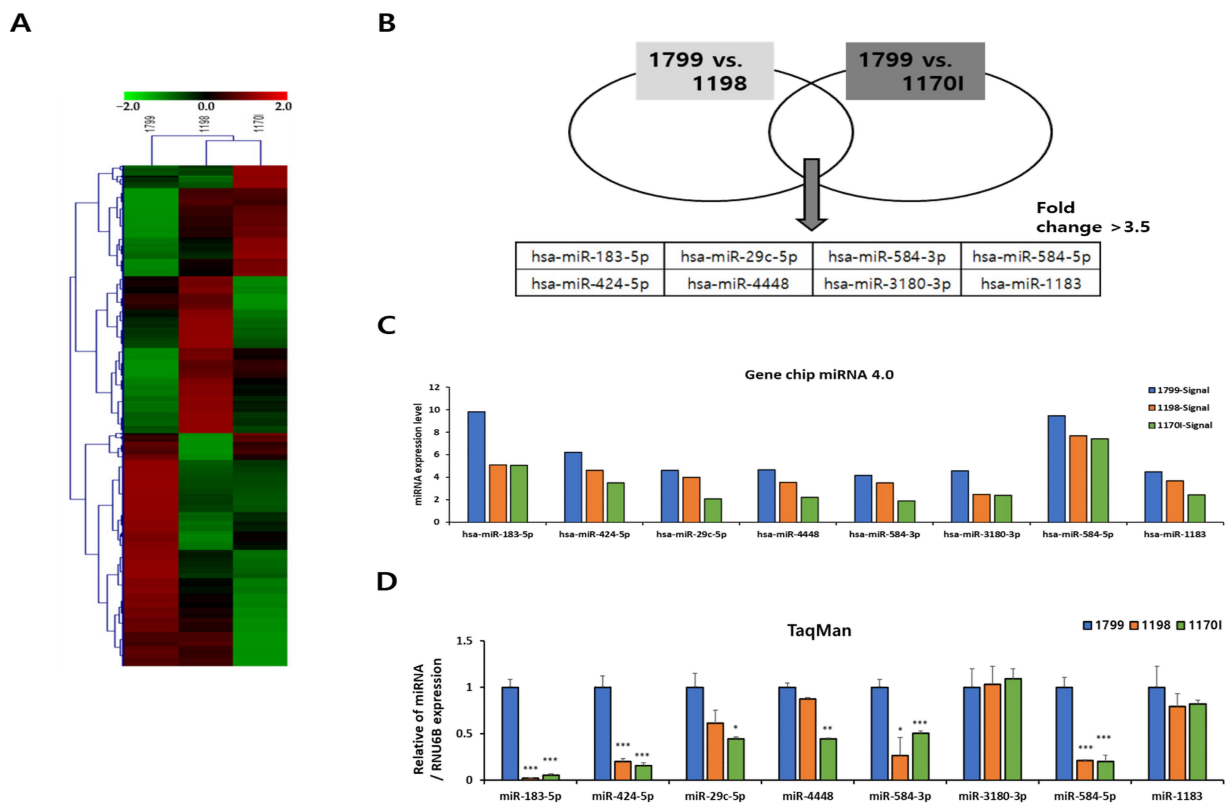 A
−2.0 0.0 2.0
1799 1198 1170I
B
1799 vs. 1198
1799 vs. 1170I
Fold change >3.5
hsa-miR-183-5p hsa-miR-29c-5p hsa-miR-584-3p hsa-miR-584-5p
hsa-miR-424-5p hsa-miR-4448 hsa-miR-3180-3p hsa-miR-1183
C
Gene chip miRNA 4.0
miRNA expression level
12
10
8
6
4
2
0
1799-Signal
1198-Signal
1170I-Signal
hsa-miR-183-5p hsa-miR-424-5p hsa-miR-29c-5p hsa-miR-4448 hsa-miR-584-3p hsa-miR-3180-3p hsa-miR-584-5p hsa-miR-1183
D
TaqMan
1799 1198 1170I
Relative of miRNA
/ RNU6B expression
1.5
1
0.5
0
*** *** *** *** * ** * *** *** ***
miR-183-5p miR-424-5p miR-29c-5p miR-4448 miR-584-3p miR-3180-3p miR-584-5p miR-1183